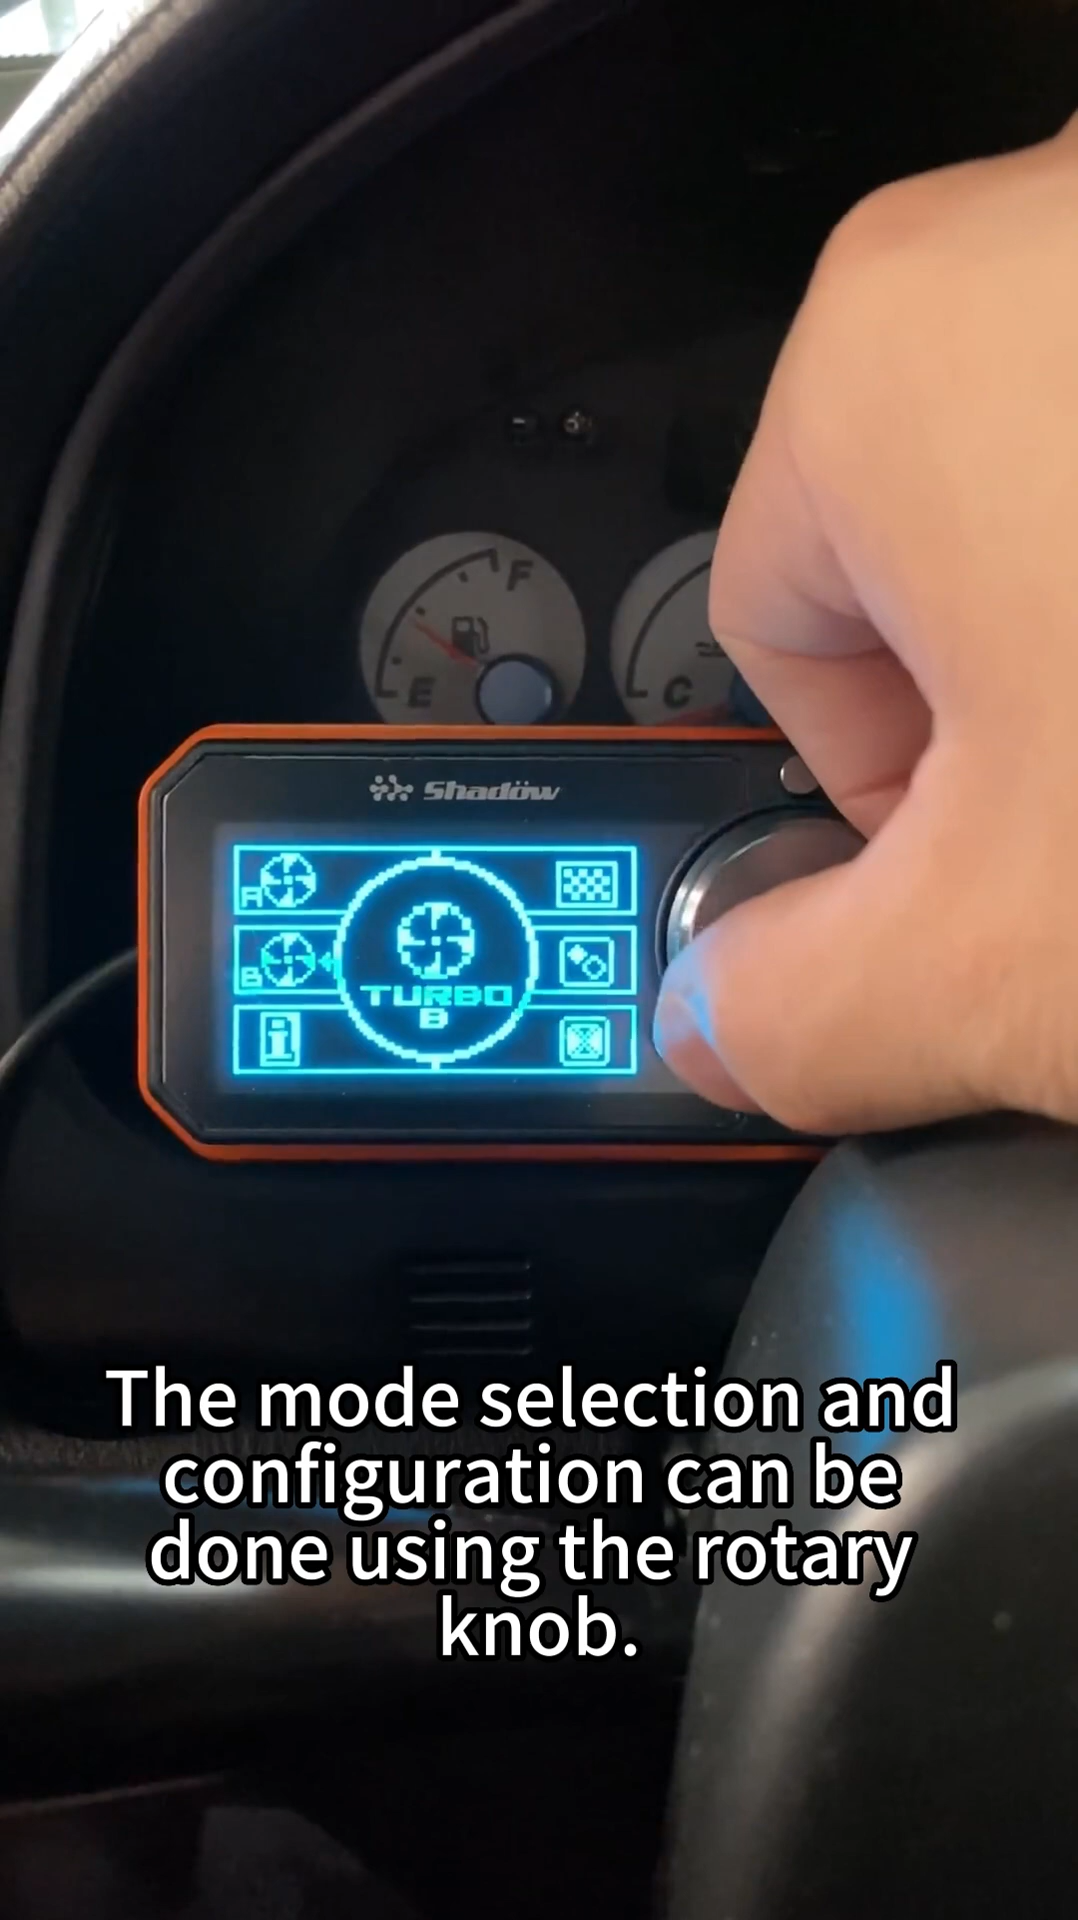 F
E
C
Shadöw
A
B
i
TURBO
B
The mode selection and
configuration can be
done using the rotary
knob.